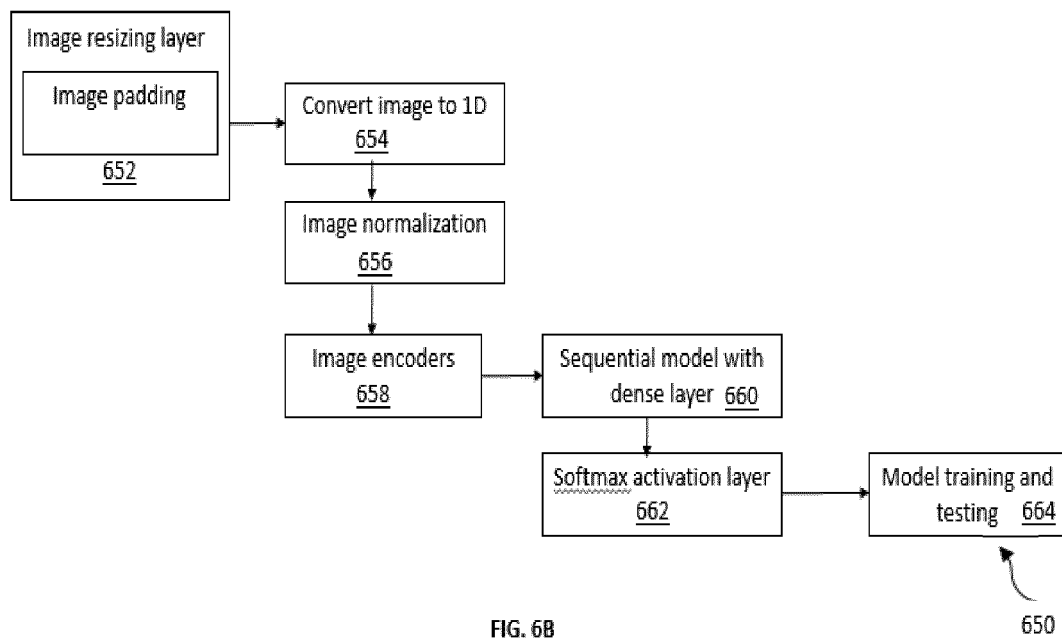 Image resizing layer
Image padding
652
Convert image to 1D
654
Image normalization
656
Image encoders
658
Sequential model with
dense layer 660
Softmax activation layer
662
Model training and
testing 664
650
FIG. 6B